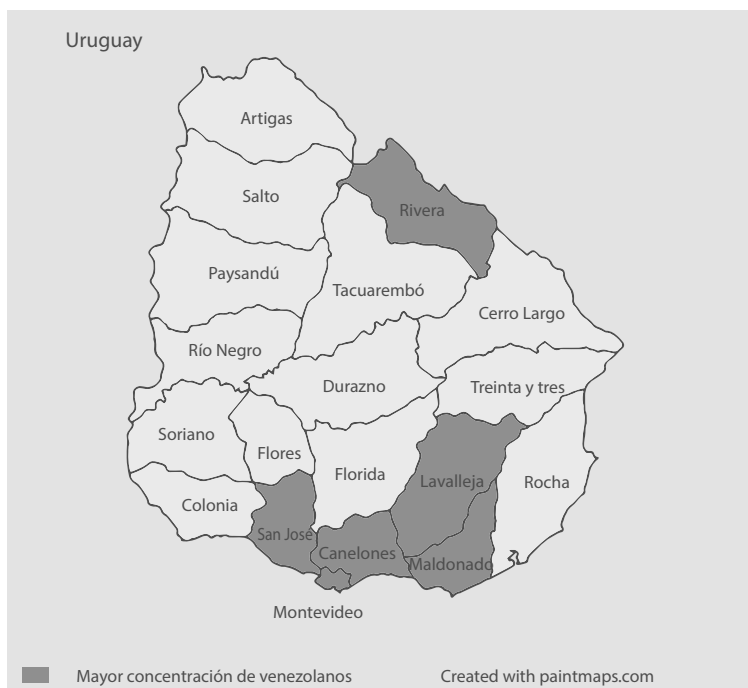 Uruguay
Artigas
Salto
Rivera
Paysandú
Tacuarembó
Cerro Largo
Río Negro
Durazno
Treinta y tres
Soriano
Flores
Florida
Lavalleja
Rocha
Colonia
San José
Canelones
Maldonado
Montevideo
Mayor concentración de venezolanos
Created with paintmaps.com